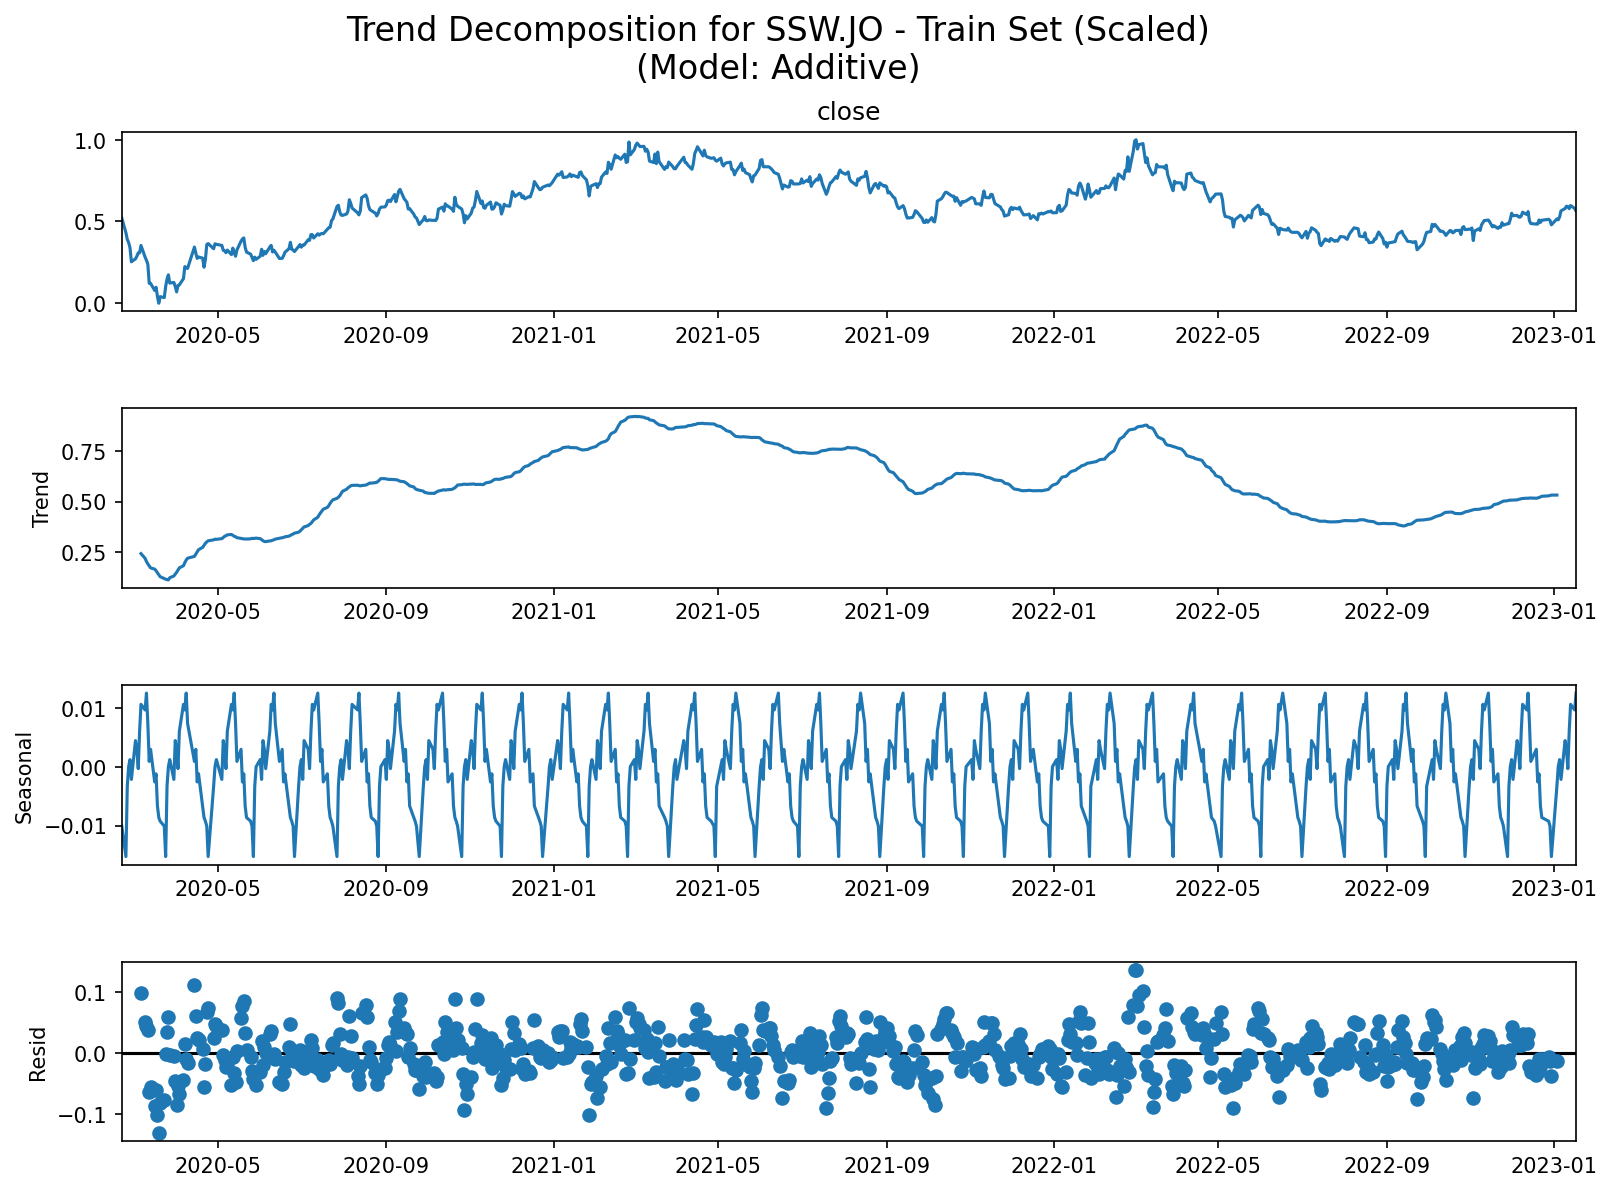 Trend Decomposition for SSW.JO - Train Set (Scaled)
(Model: Additive)
close
1.0
0.5
0.0
2020-05 2020-09 2021-01 2021-05 2021-09 2022-01 2022-05 2022-09 2023-01
Trend
0.75
0.50
0.25
2020-05 2020-09 2021-01 2021-05 2021-09 2022-01 2022-05 2022-09 2023-01
Seasonal
0.01
0.00
−0.01
2020-05 2020-09 2021-01 2021-05 2021-09 2022-01 2022-05 2022-09 2023-01
Resid
0.1
0.0
−0.1
2020-05 2020-09 2021-01 2021-05 2021-09 2022-01 2022-05 2022-09 2023-01